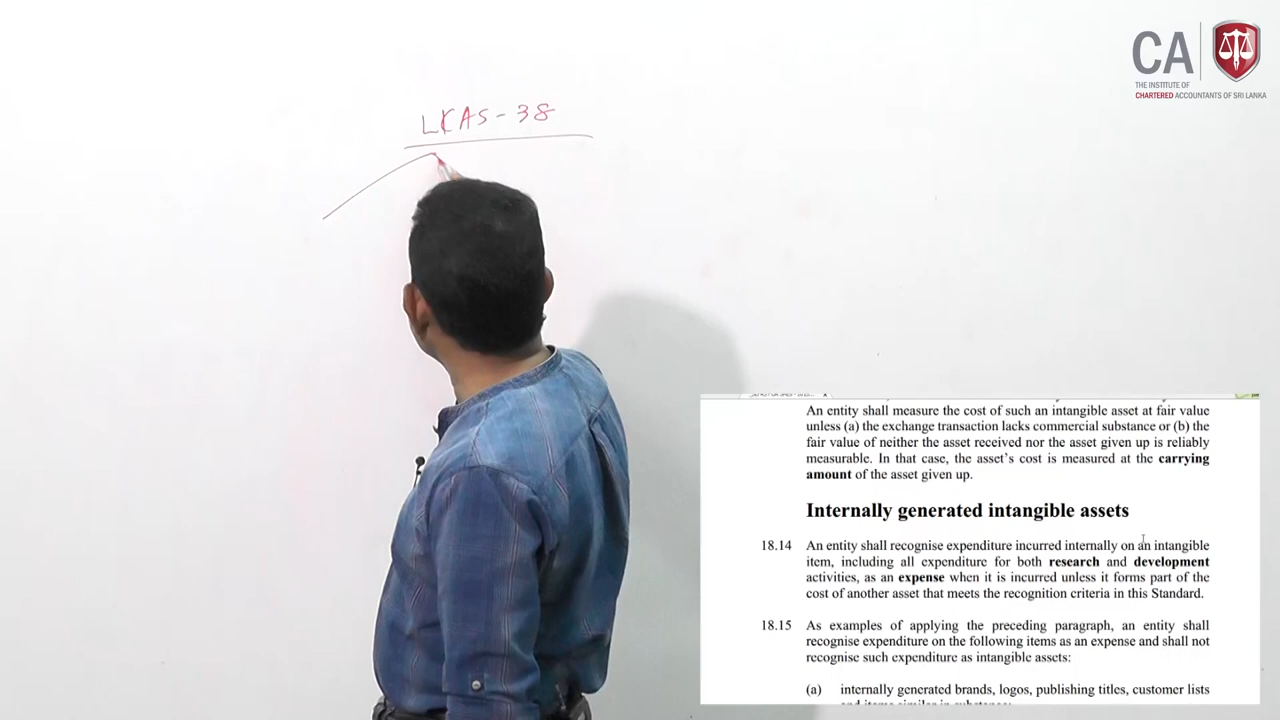 CA
THE INSTITUTE OF
CHARTERED ACCOUNTANTS OF SRI LANKA
LKAS - 38
An entity shall measure the cost of such an intangible asset at fair value
unless (a) the exchange transaction lacks commercial substance or (b) the
fair value of neither the asset received nor the asset given up is reliably
measurable. In that case, the asset's cost is measured at the carrying
amount of the asset given up.
Internally generated intangible assets
18.14 An entity shall recognise expenditure incurred internally on an intangible
item, including all expenditure for both research and development
activities, as an expense when it is incurred unless it forms part of the
cost of another asset that meets the recognition criteria in this Standard.
18.15 As examples of applying the preceding paragraph, an entity shall
recognise expenditure on the following items as an expense and shall not
recognise such expenditure as intangible assets:
(a) internally generated brands, logos, publishing titles, customer lists
and items similar in substance;